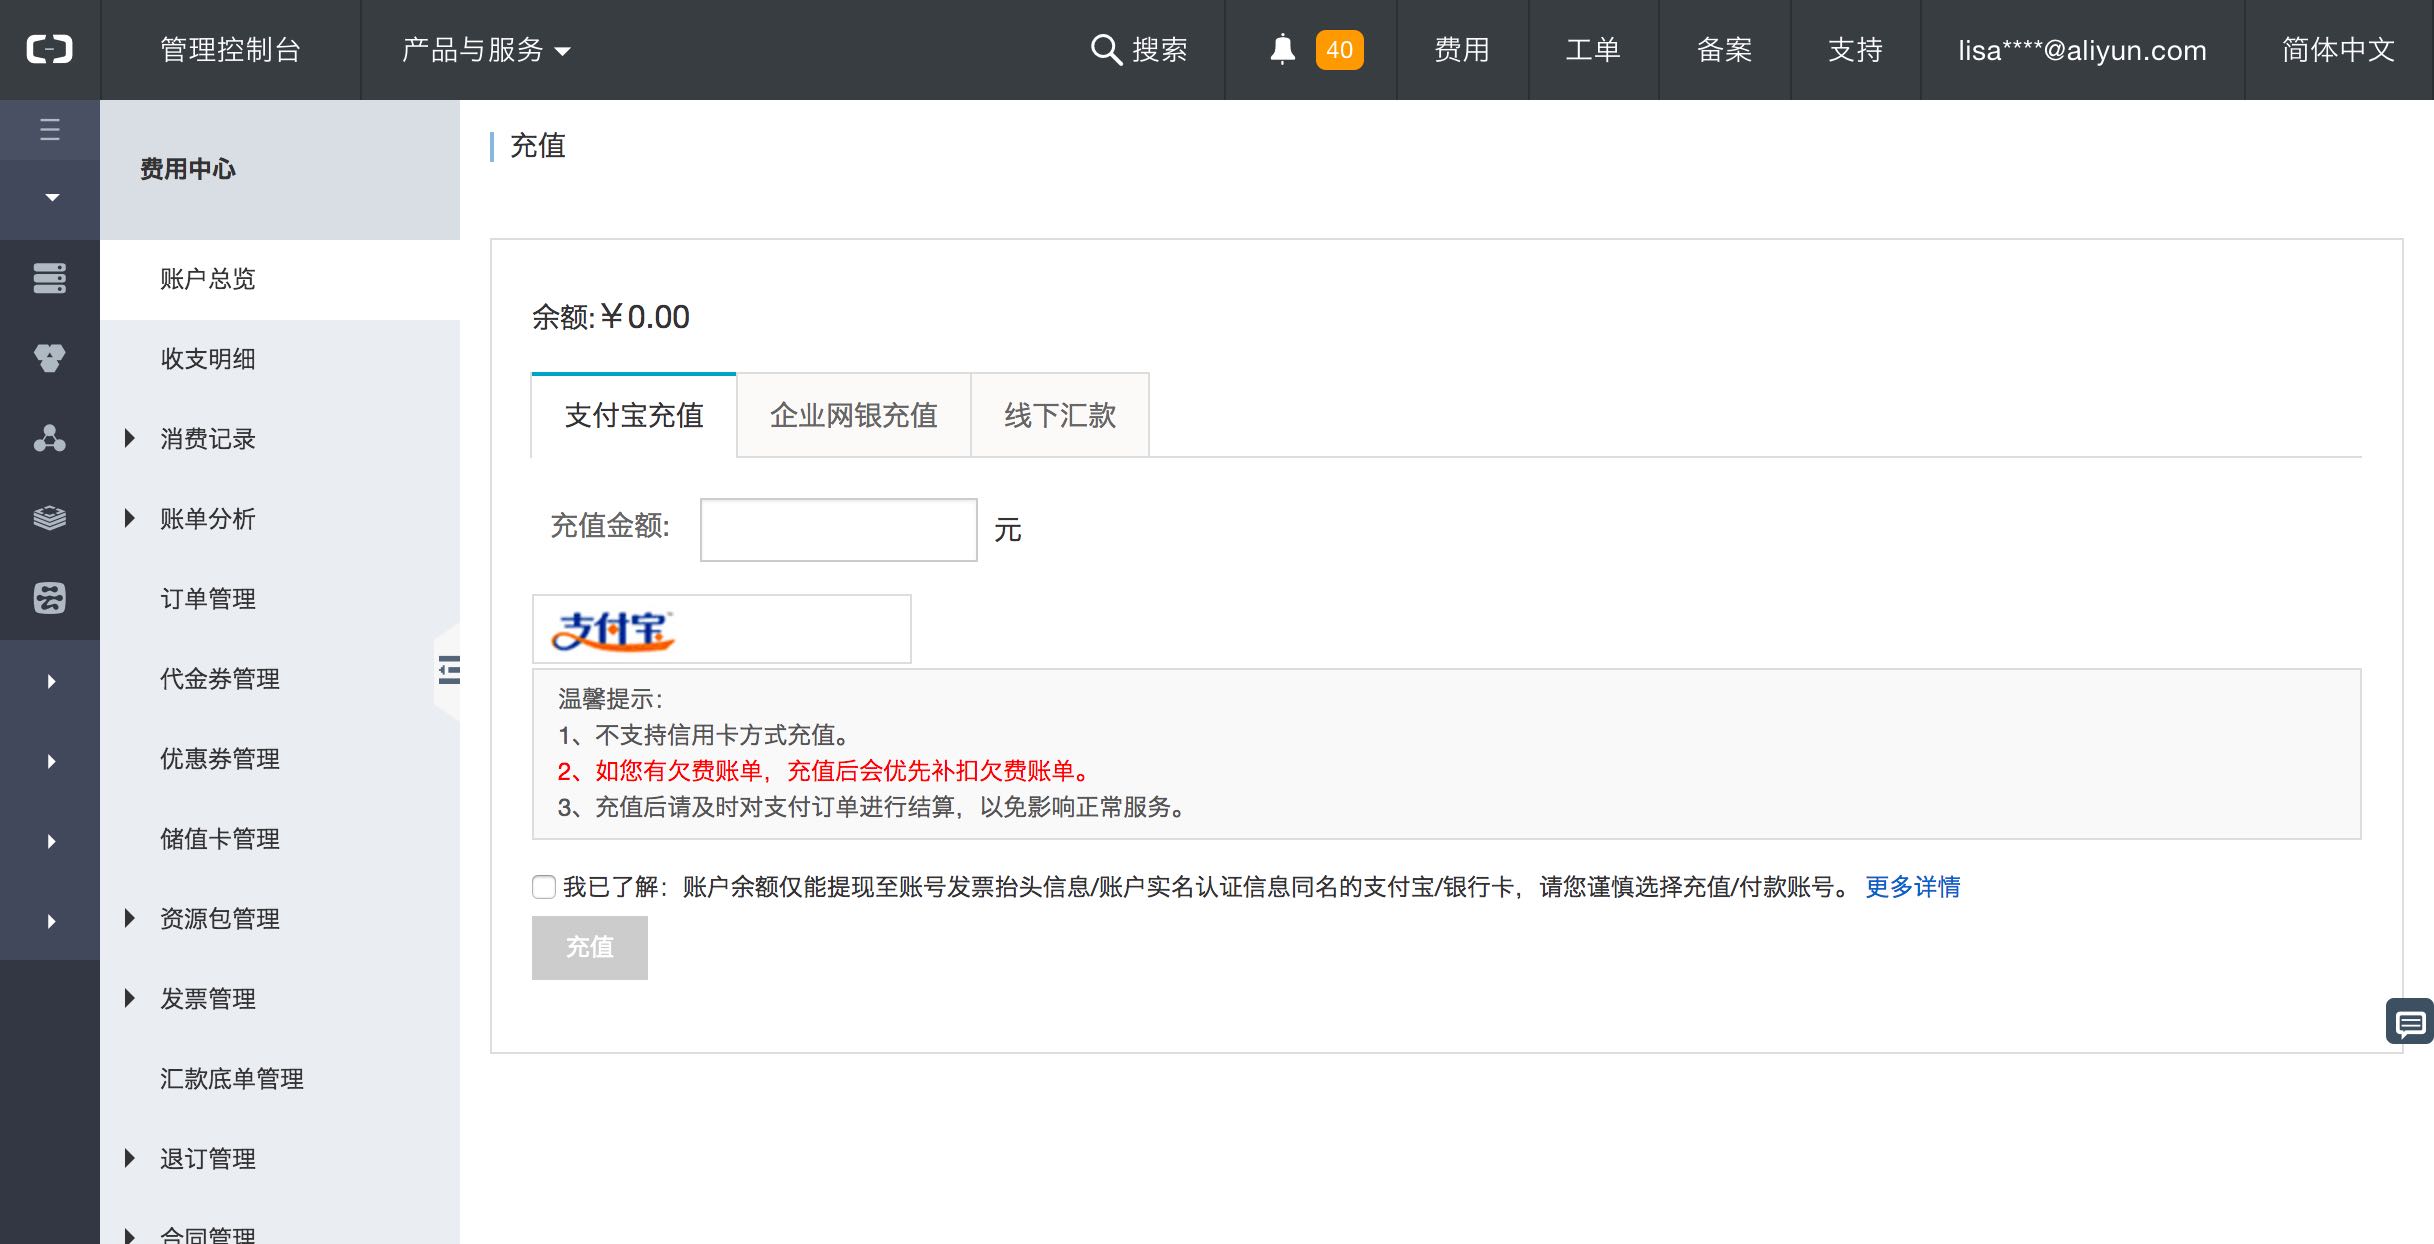 管理控制台
产品与服务
搜索
40
费用
工单
备案
支持
lisa****@aliyun.com
简体中文
费用中心
账户总览
收支明细
消费记录
账单分析
订单管理
代金券管理
优惠券管理
储值卡管理
资源包管理
发票管理
汇款底单管理
退订管理
合同管理
充值
余额:¥0.00
支付宝充值
企业网银充值
线下汇款
充值金额:
元
支付宝
温馨提示：
1、不支持信用卡方式充值。
2、如您有欠费账单，充值后会优先补扣欠费账单。
3、充值后请及时对支付订单进行结算，以免影响正常服务。
我已了解：账户余额仅能提现至账号发票抬头信息/账户实名认证信息同名的支付宝/银行卡，请您谨慎选择充值/付款账号。 更多详情
充值